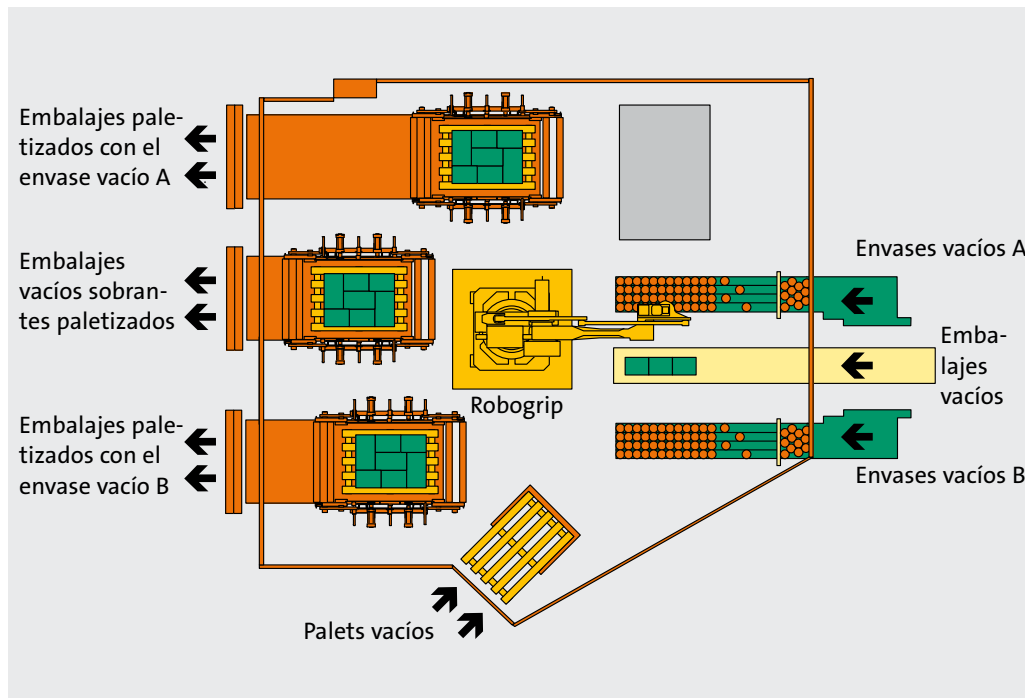 Embalajes pale-
tizados con el
envase vacío A
Embalajes
vacíos sobran-
tes paletizados
Embalajes pale-
tizados con el
envase vacío B
Robogrip
Palets vacíos
Envases vacíos A
Emba-
lajes
vacíos
Envases vacíos B